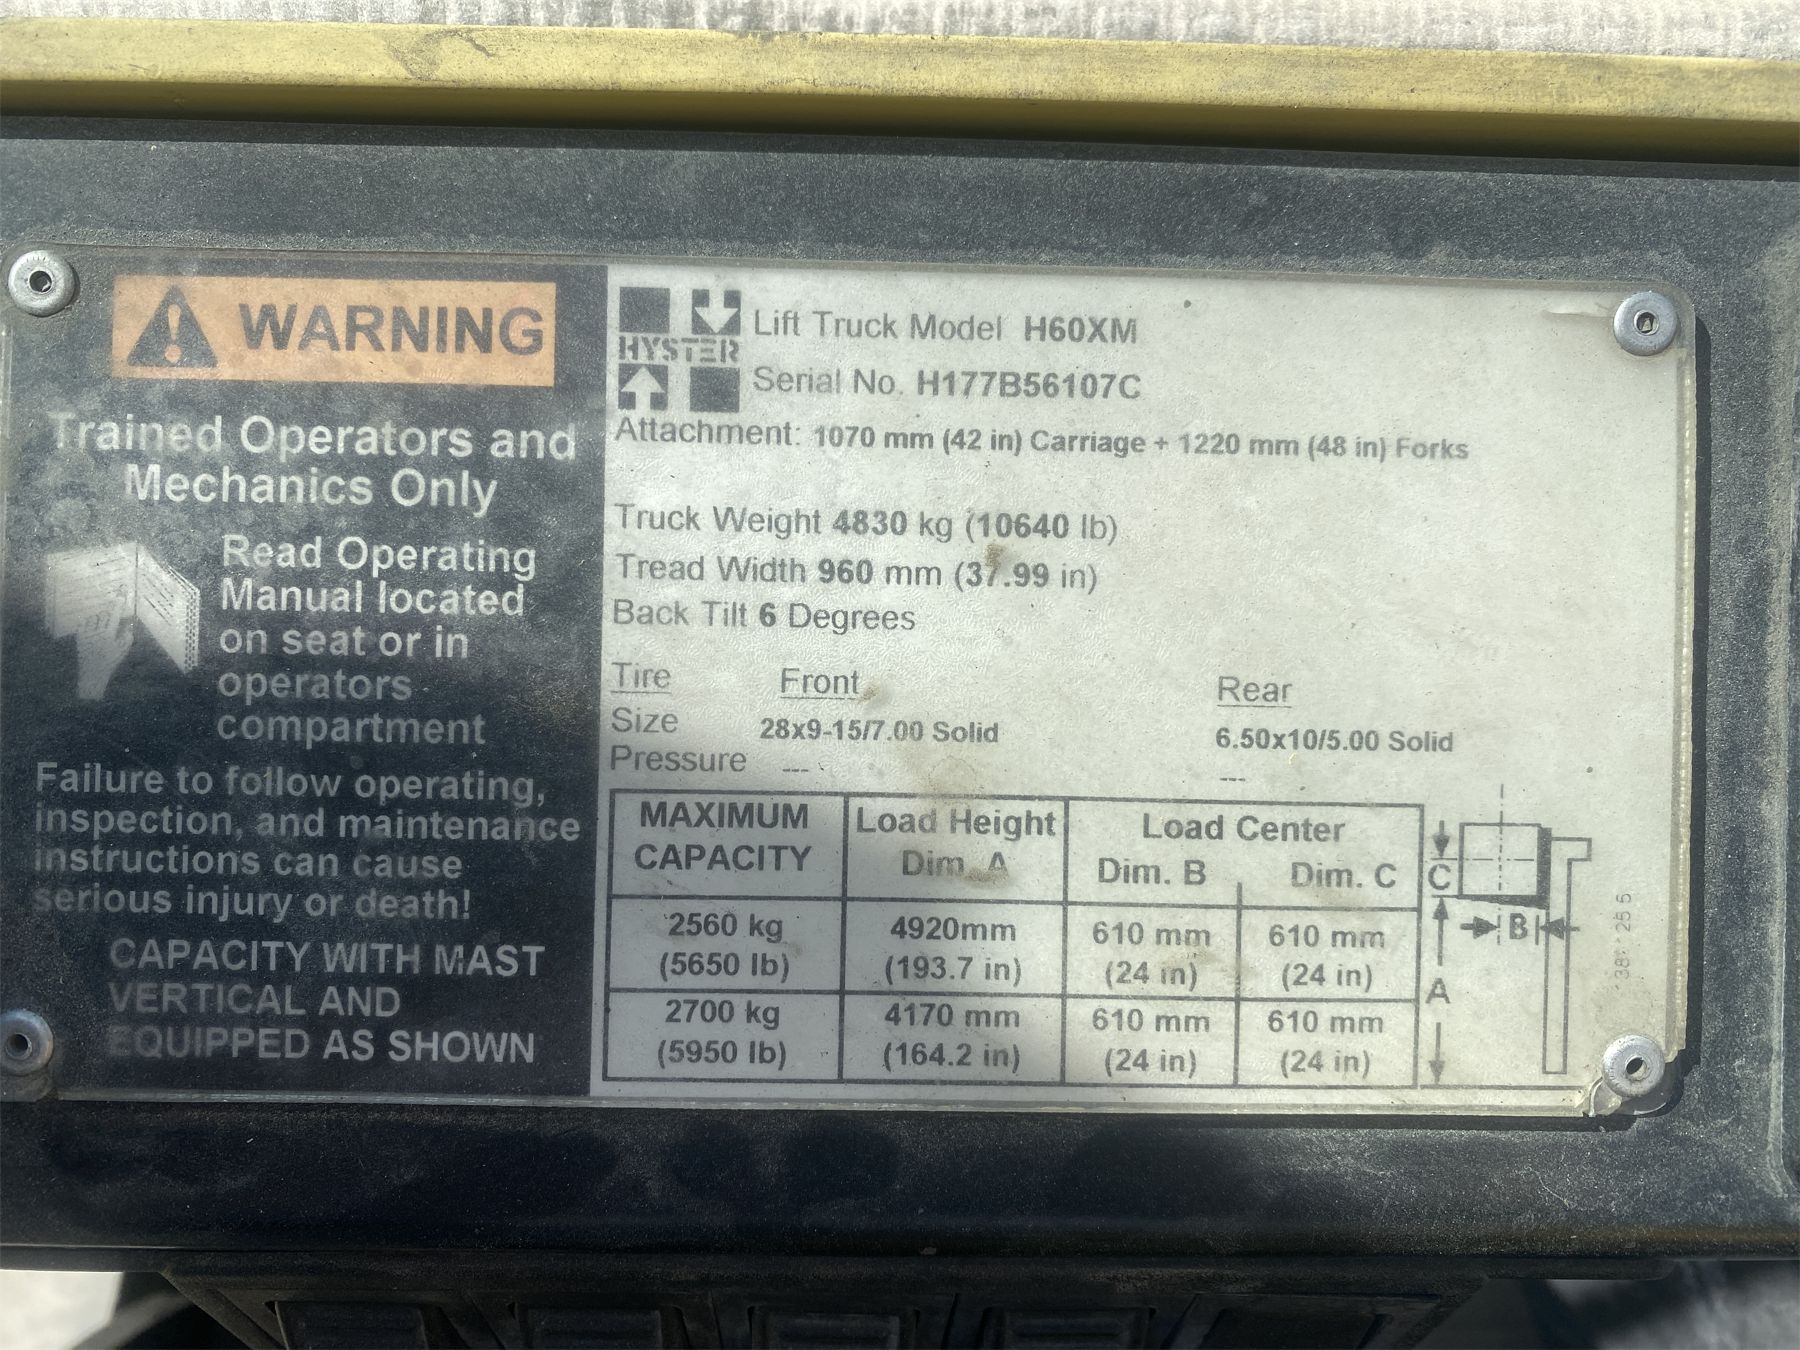 WARNING
Trained Operators and
Mechanics Only
Read Operating
Manual located
on seat or in
operators
compartment
Failure to follow operating,
inspection, and maintenance
instructions can cause
serious injury or death!
CAPACITY WITH MAST
VERTICAL AND
EQUIPPED AS SHOWN
HYSTER
Lift Truck Model H60XM
Serial No. H177B56107C
Attachment: 1070 mm (42 in) Carriage + 1220 mm (48 in) Forks
Truck Weight 4830 kg (10640 lb)
Tread Width 960 mm (37.99 in)
Back Tilt 6 Degrees
Tire Front Rear
Size 28x9-15/7.00 Solid 6.50x10/5.00 Solid
Pressure --- ---
MAXIMUM CAPACITY Load Height Dim. A Load Center Dim. B Dim. C
2560 kg 4920mm 610 mm 610 mm
(5650 lb) (193.7 in) (24 in) (24 in)
2700 kg 4170 mm 610 mm 610 mm
(5950 lb) (164.2 in) (24 in) (24 in)
C
B
A